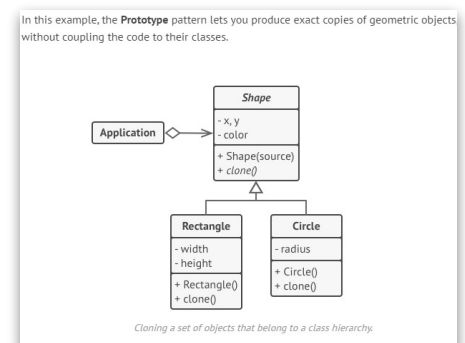 In this example, the Prototype pattern lets you produce exact copies of geometric objects
without coupling the code to their classes.
Shape
- x, y
- color
+ Shape(source)
+ clone()
Application
Rectangle
- width
- height
+ Rectangle()
+ clone()
Circle
- radius
+ Circle()
+ clone()
Cloning a set of objects that belong to a class hierarchy.